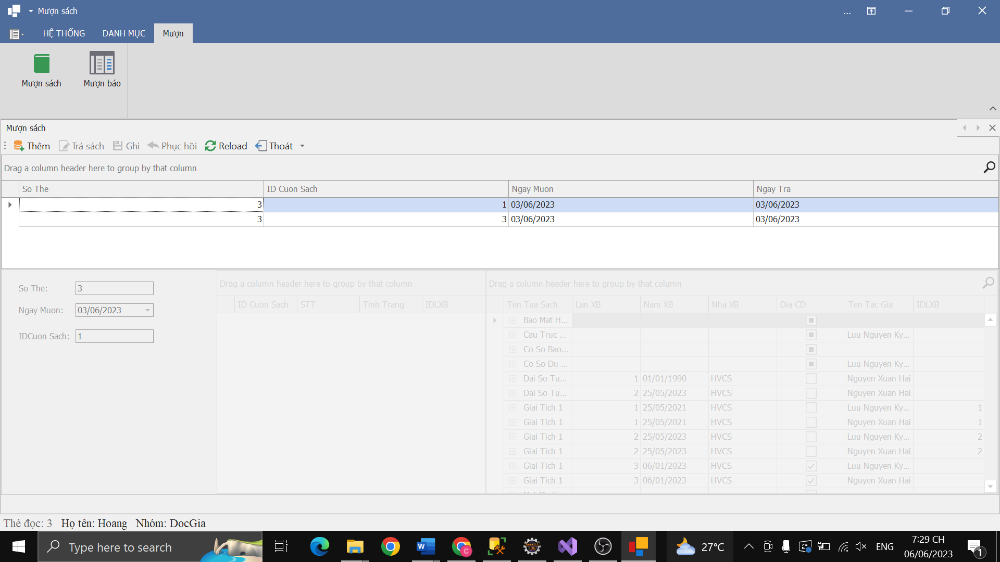 Mượn sách
...
HỆ THỐNG DANH MỤC Mượn
Mượn sách Mượn báo
Mượn sách
Thêm Trả sách Ghi Phục hồi Reload Thoát
Drag a column header here to group by that column
So The ID Cuon Sach Ngay Muon Ngay Tra
3 1 03/06/2023 03/06/2023
3 3 03/06/2023 03/06/2023
So The: 3
Ngay Muon: 03/06/2023
IDCuon Sach: 1
Drag a column header here to group by that column
ID Cuon Sach STT Tinh Trang IDLXB
Drag a column header here to group by that column
Ten Tua Sach Lan XB Nam XB Nha XB Dia CD Ten Tac Gia IDLXB
Bao Mat H...
Cau Truc ... Luu Nguyen Ky...
Co So Bao...
Co So Du ... Luu Nguyen Ky...
Dai So Tu... 1 01/01/1990 HVCS Nguyen Xuan Hai
Dai So Tu... 2 25/05/2023 HVCS Nguyen Xuan Hai
Giai Tich 1 1 25/05/2021 HVCS Luu Nguyen Ky... 1
Giai Tich 1 1 25/05/2021 HVCS Nguyen Xuan Hai 1
Giai Tich 1 2 25/05/2023 HVCS Luu Nguyen Ky... 2
Giai Tich 1 2 25/05/2023 HVCS Nguyen Xuan Hai 2
Giai Tich 1 3 06/01/2023 HVCS Luu Nguyen Ky...
Giai Tich 1 3 06/01/2023 HVCS Nguyen Xuan Hai
Thẻ đọc: 3 Họ tên: Hoang Nhóm: DocGia
Type here to search
27°C
ENG
7:29 CH
06/06/2023
1